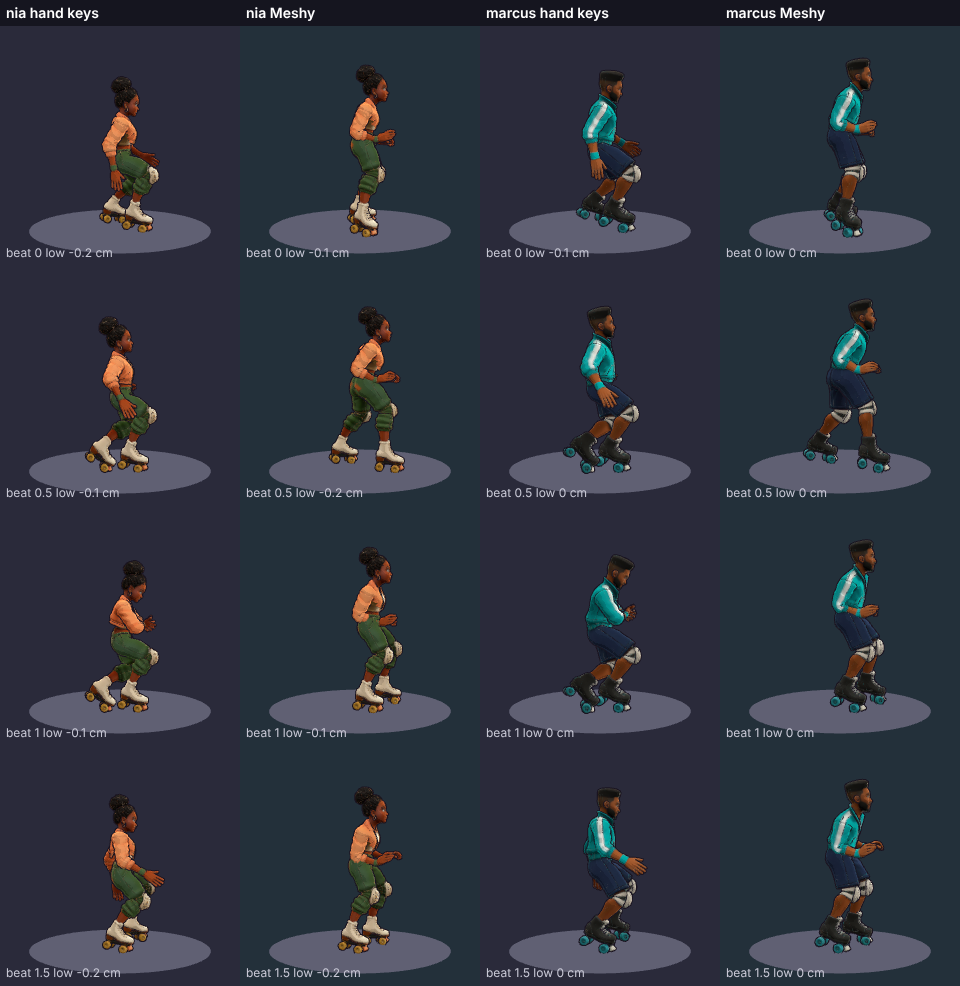 nia hand keys nia Meshy marcus hand keys marcus Meshy
beat 0 low -0.2 cm beat 0 low -0.1 cm beat 0 low -0.1 cm beat 0 low 0 cm
beat 0.5 low -0.1 cm beat 0.5 low -0.2 cm beat 0.5 low 0 cm beat 0.5 low 0 cm
beat 1 low -0.1 cm beat 1 low -0.1 cm beat 1 low 0 cm beat 1 low 0 cm
beat 1.5 low -0.2 cm beat 1.5 low -0.2 cm beat 1.5 low 0 cm beat 1.5 low 0 cm